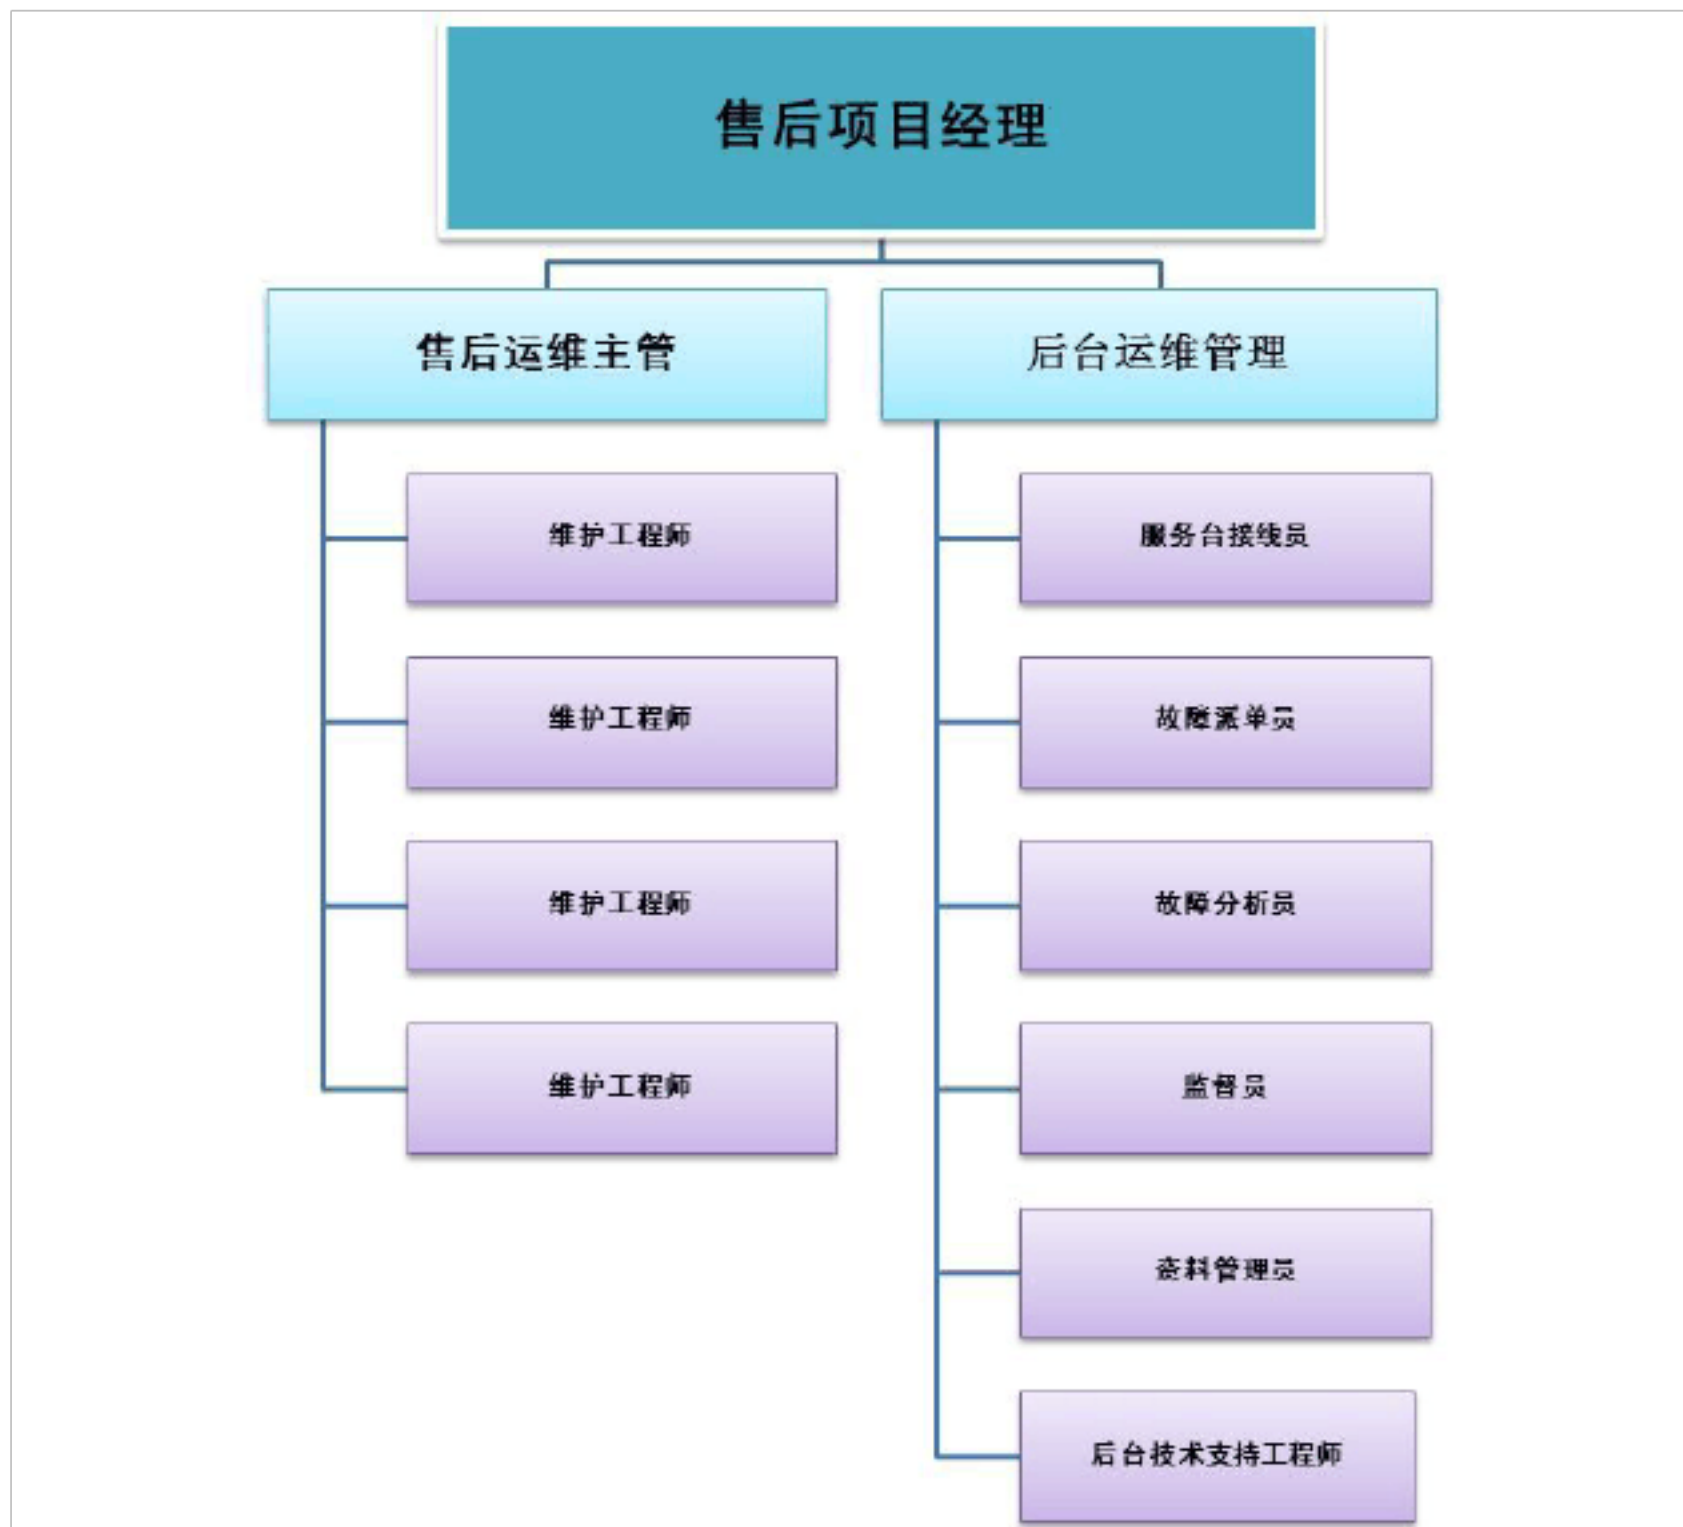 售后项目经理
售后运维主管
后台运维管理
维护工程师
服务台接线员
维护工程师
故障派单员
维护工程师
故障分析员
维护工程师
监督员
资料管理员
后台技术支持工程师